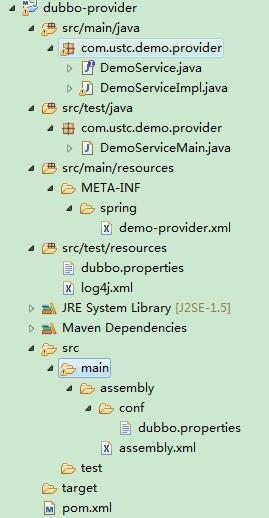 dubbo-provider
src/main/java
com.ustc.demo.provider
DemoService.java
DemoServiceImpl.java
src/test/java
com.ustc.demo.provider
DemoServiceMain.java
src/main/resources
META-INF
spring
demo-provider.xml
src/test/resources
dubbo.properties
log4j.xml
JRE System Library [J2SE-1.5]
Maven Dependencies
src
main
assembly
conf
dubbo.properties
assembly.xml
test
target
pom.xml